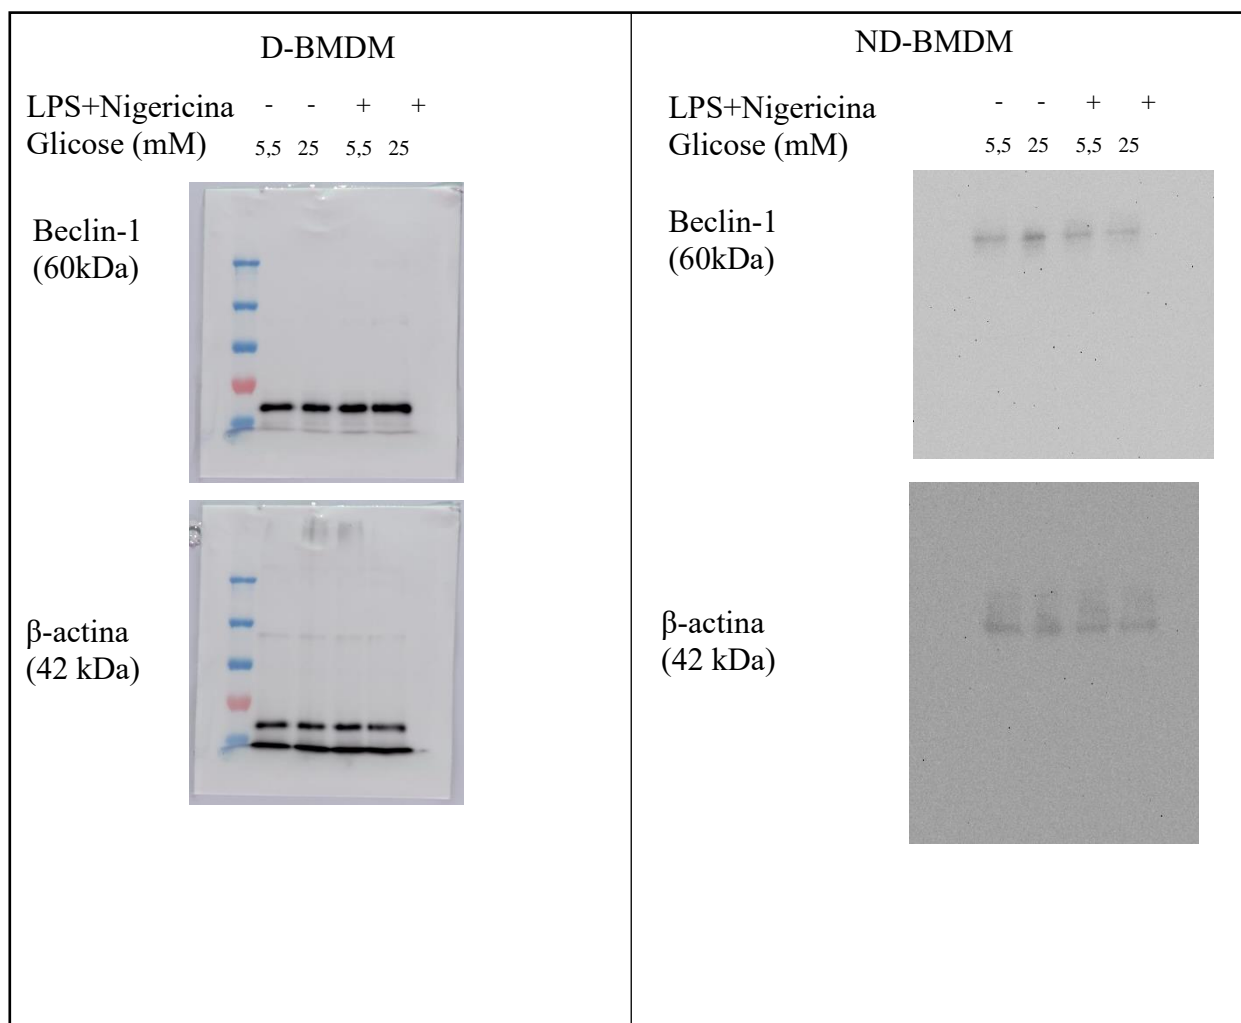 D-BMDM
LPS+Nigericina - - + +
Glicose (mM) 5,5 25 5,5 25
Beclin-1
(60kDa)
β-actina
(42 kDa)
ND-BMDM
LPS+Nigericina - - + +
Glicose (mM) 5,5 25 5,5 25
Beclin-1
(60kDa)
β-actina
(42 kDa)